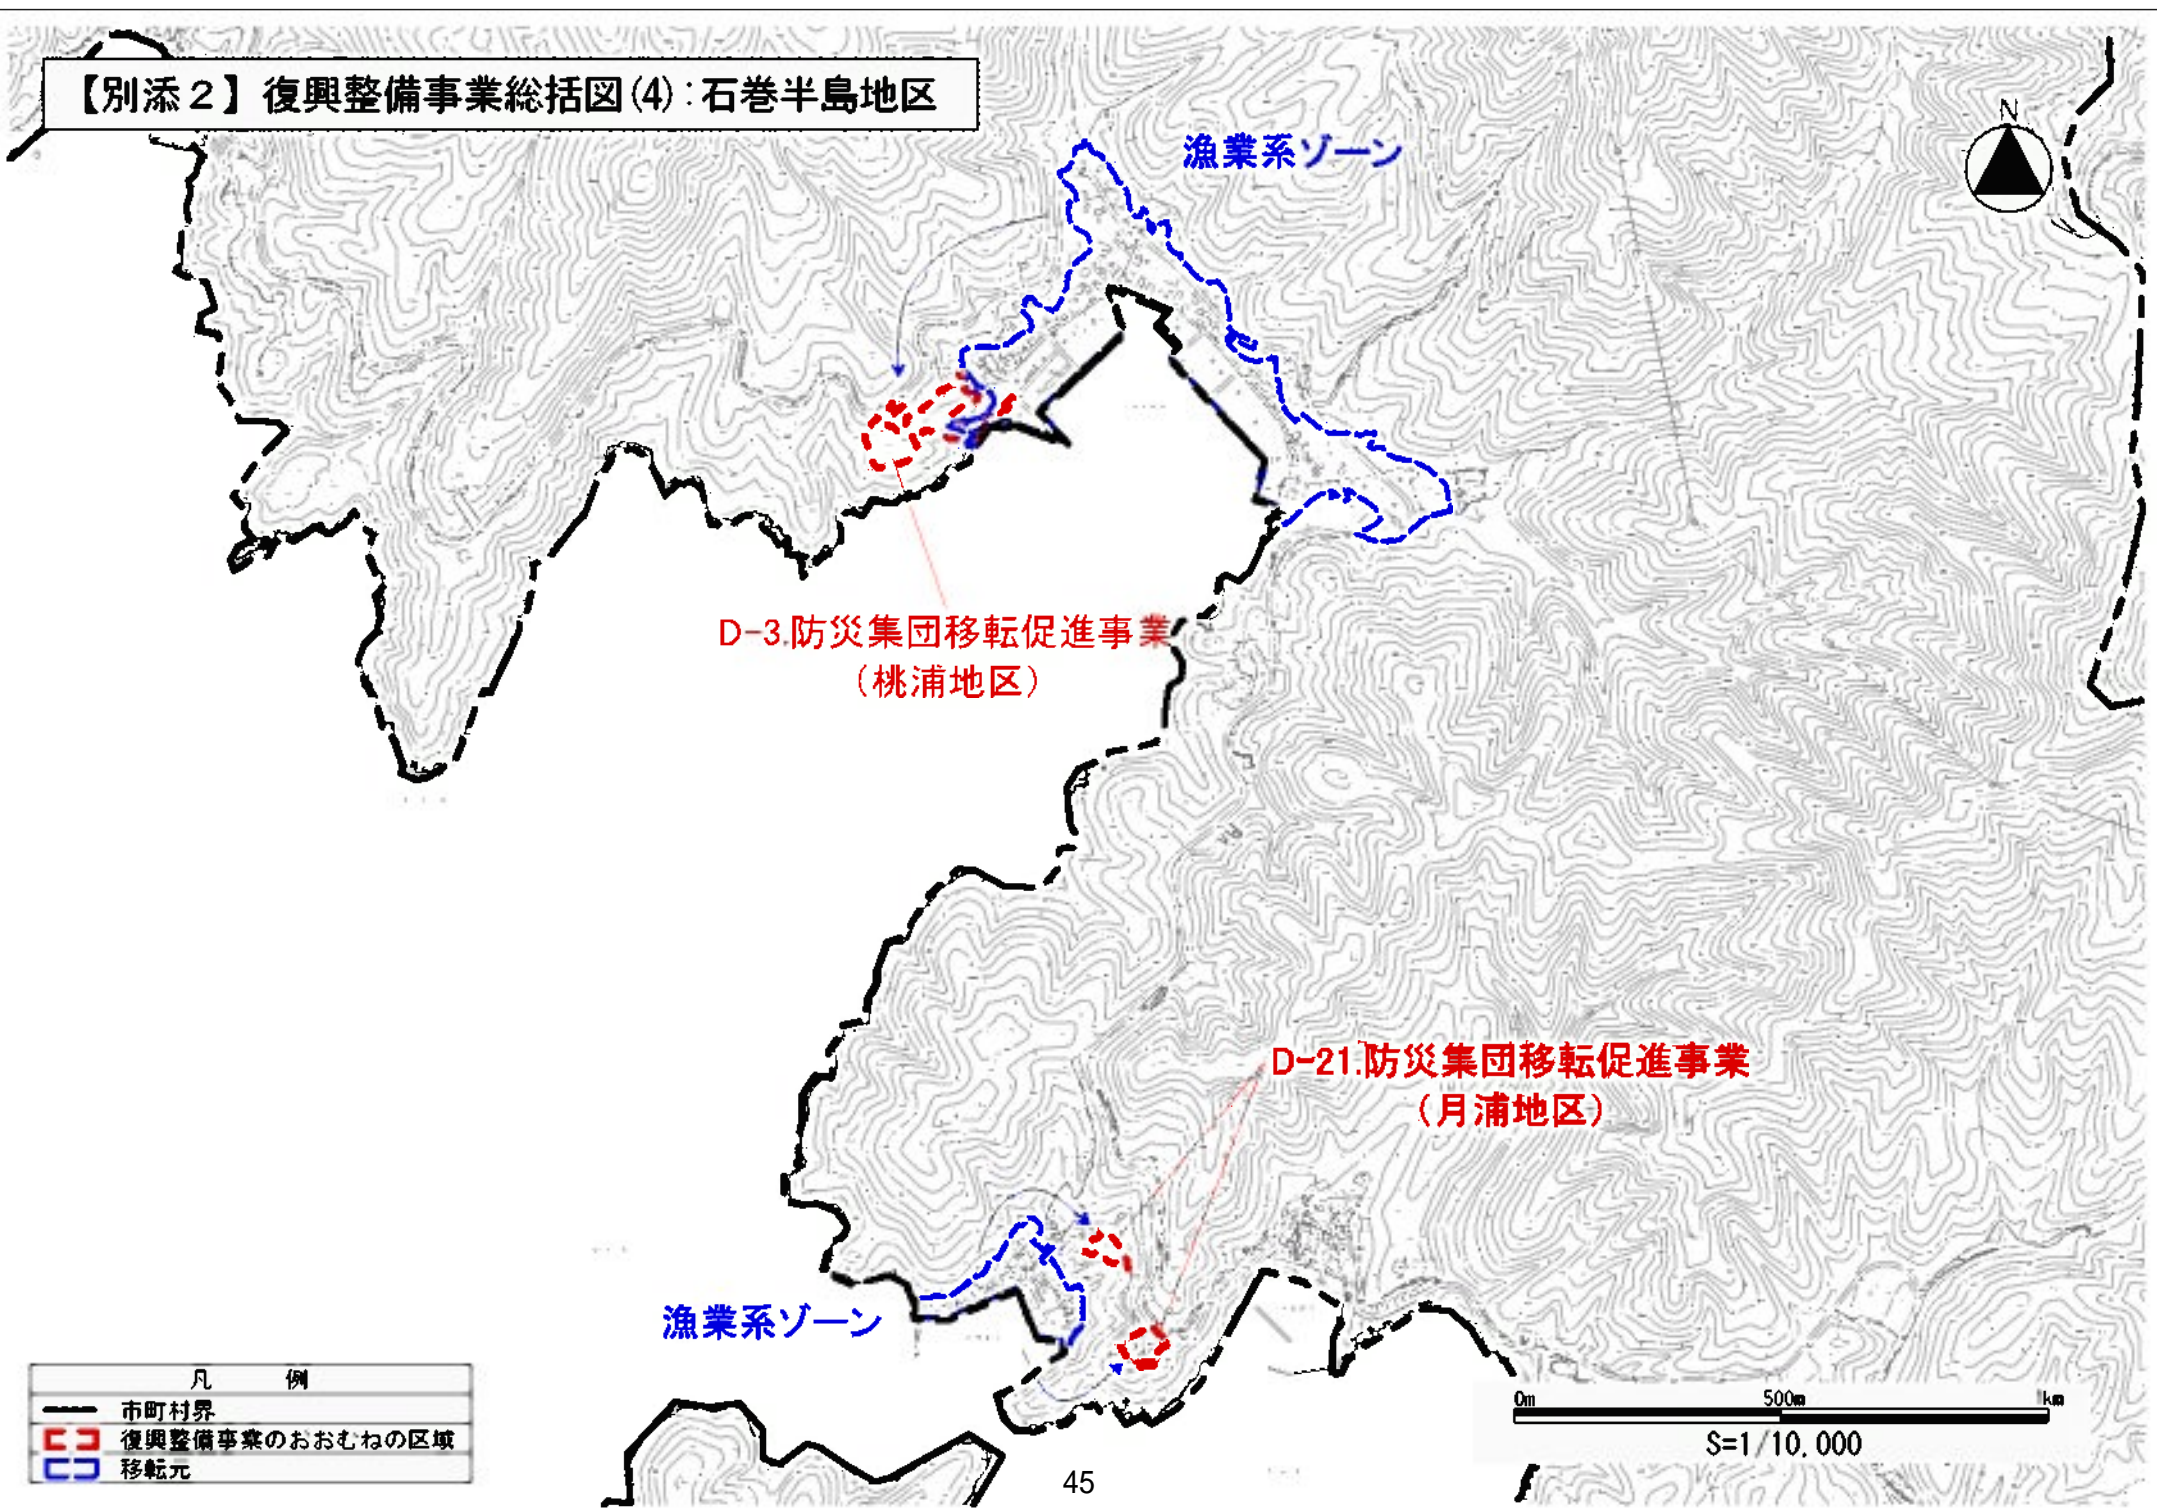 【別添２】復興整備事業総括図(4):石巻半島地区
漁業系ゾーン
N
D-3.防災集団移転促進事業
（桃浦地区）
D-21.防災集団移転促進事業
（月浦地区）
漁業系ゾーン
凡　例
市町村界
復興整備事業のおおむねの区域
移転元
0m 500m 1km
S=1/10,000
45